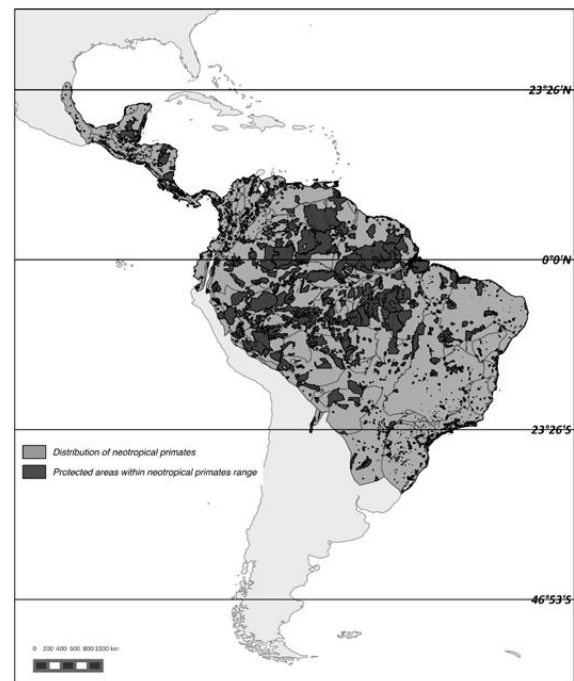 23°26'N
0°0'N
23°26'S
Distribution of neotropical primates
Protected areas within neotropical primates range
46°53'S
0 200 400 600 800 1000 km